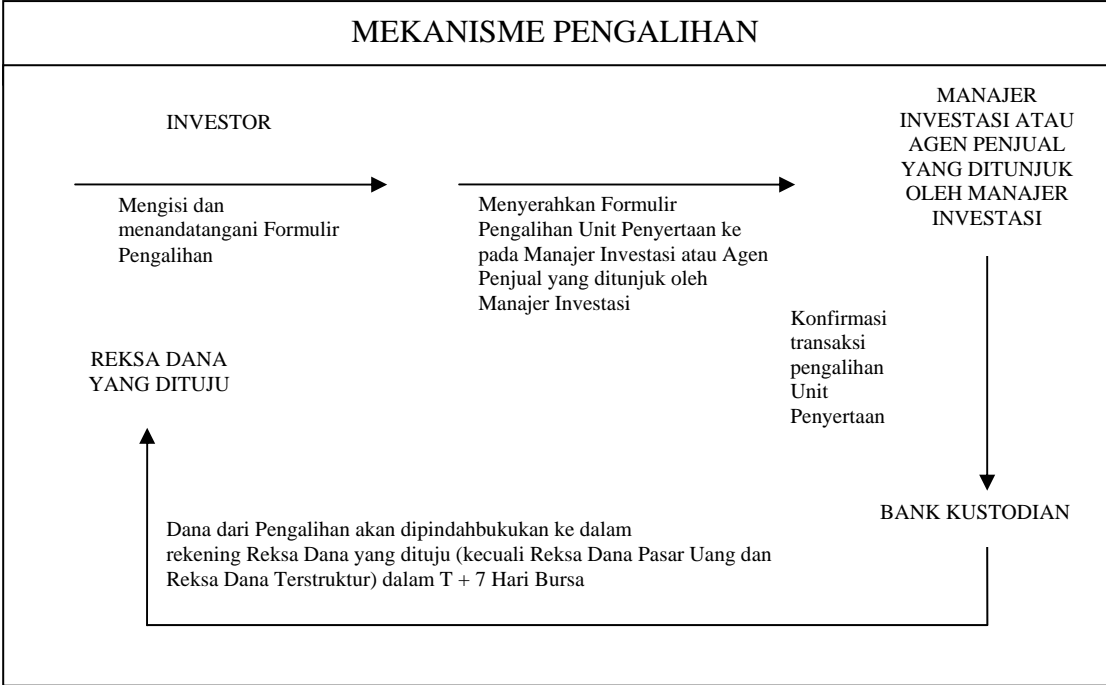 MEKANISME PENGALIHAN
INVESTOR
Mengisi dan
menandatangani Formulir
Pengalihan
Menyerahkan Formulir
Pengalihan Unit Penyertaan ke
pada Manajer Investasi atau Agen
Penjual yang ditunjuk oleh
Manajer Investasi
MANAJER
INVESTASI ATAU
AGEN PENJUAL
YANG DITUNJUK
OLEH MANAJER
INVESTASI
Konfirmasi
transaksi
pengalihan
Unit
Penyertaan
BANK KUSTODIAN
Dana dari Pengalihan akan dipindahbukukan ke dalam
rekening Reksa Dana yang dituju (kecuali Reksa Dana Pasar Uang dan
Reksa Dana Terstruktur) dalam T + 7 Hari Bursa
REKSA DANA
YANG DITUJU